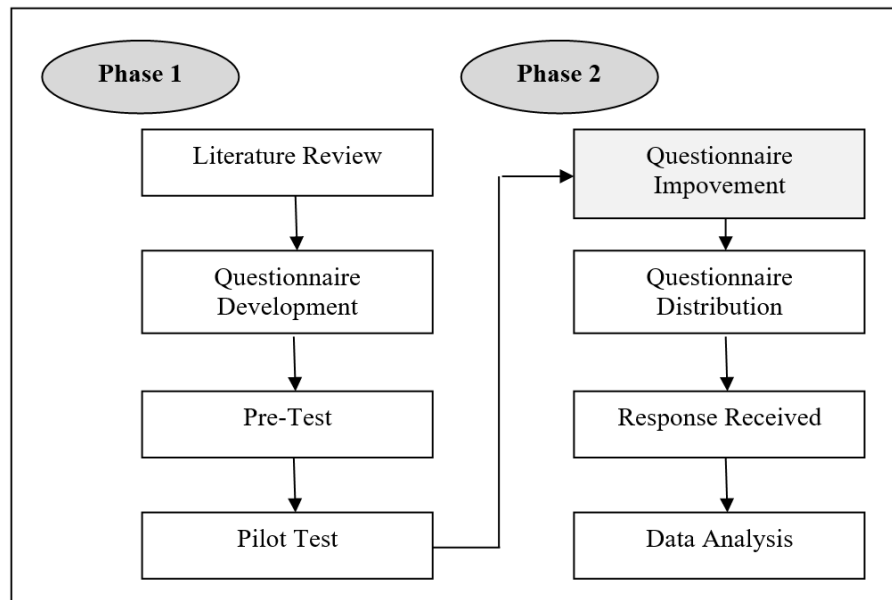 Phase 1
Literature Review
Questionnaire
Development
Pre-Test
Pilot Test
Phase 2
Questionnaire
Impovement
Questionnaire
Distribution
Response Received
Data Analysis